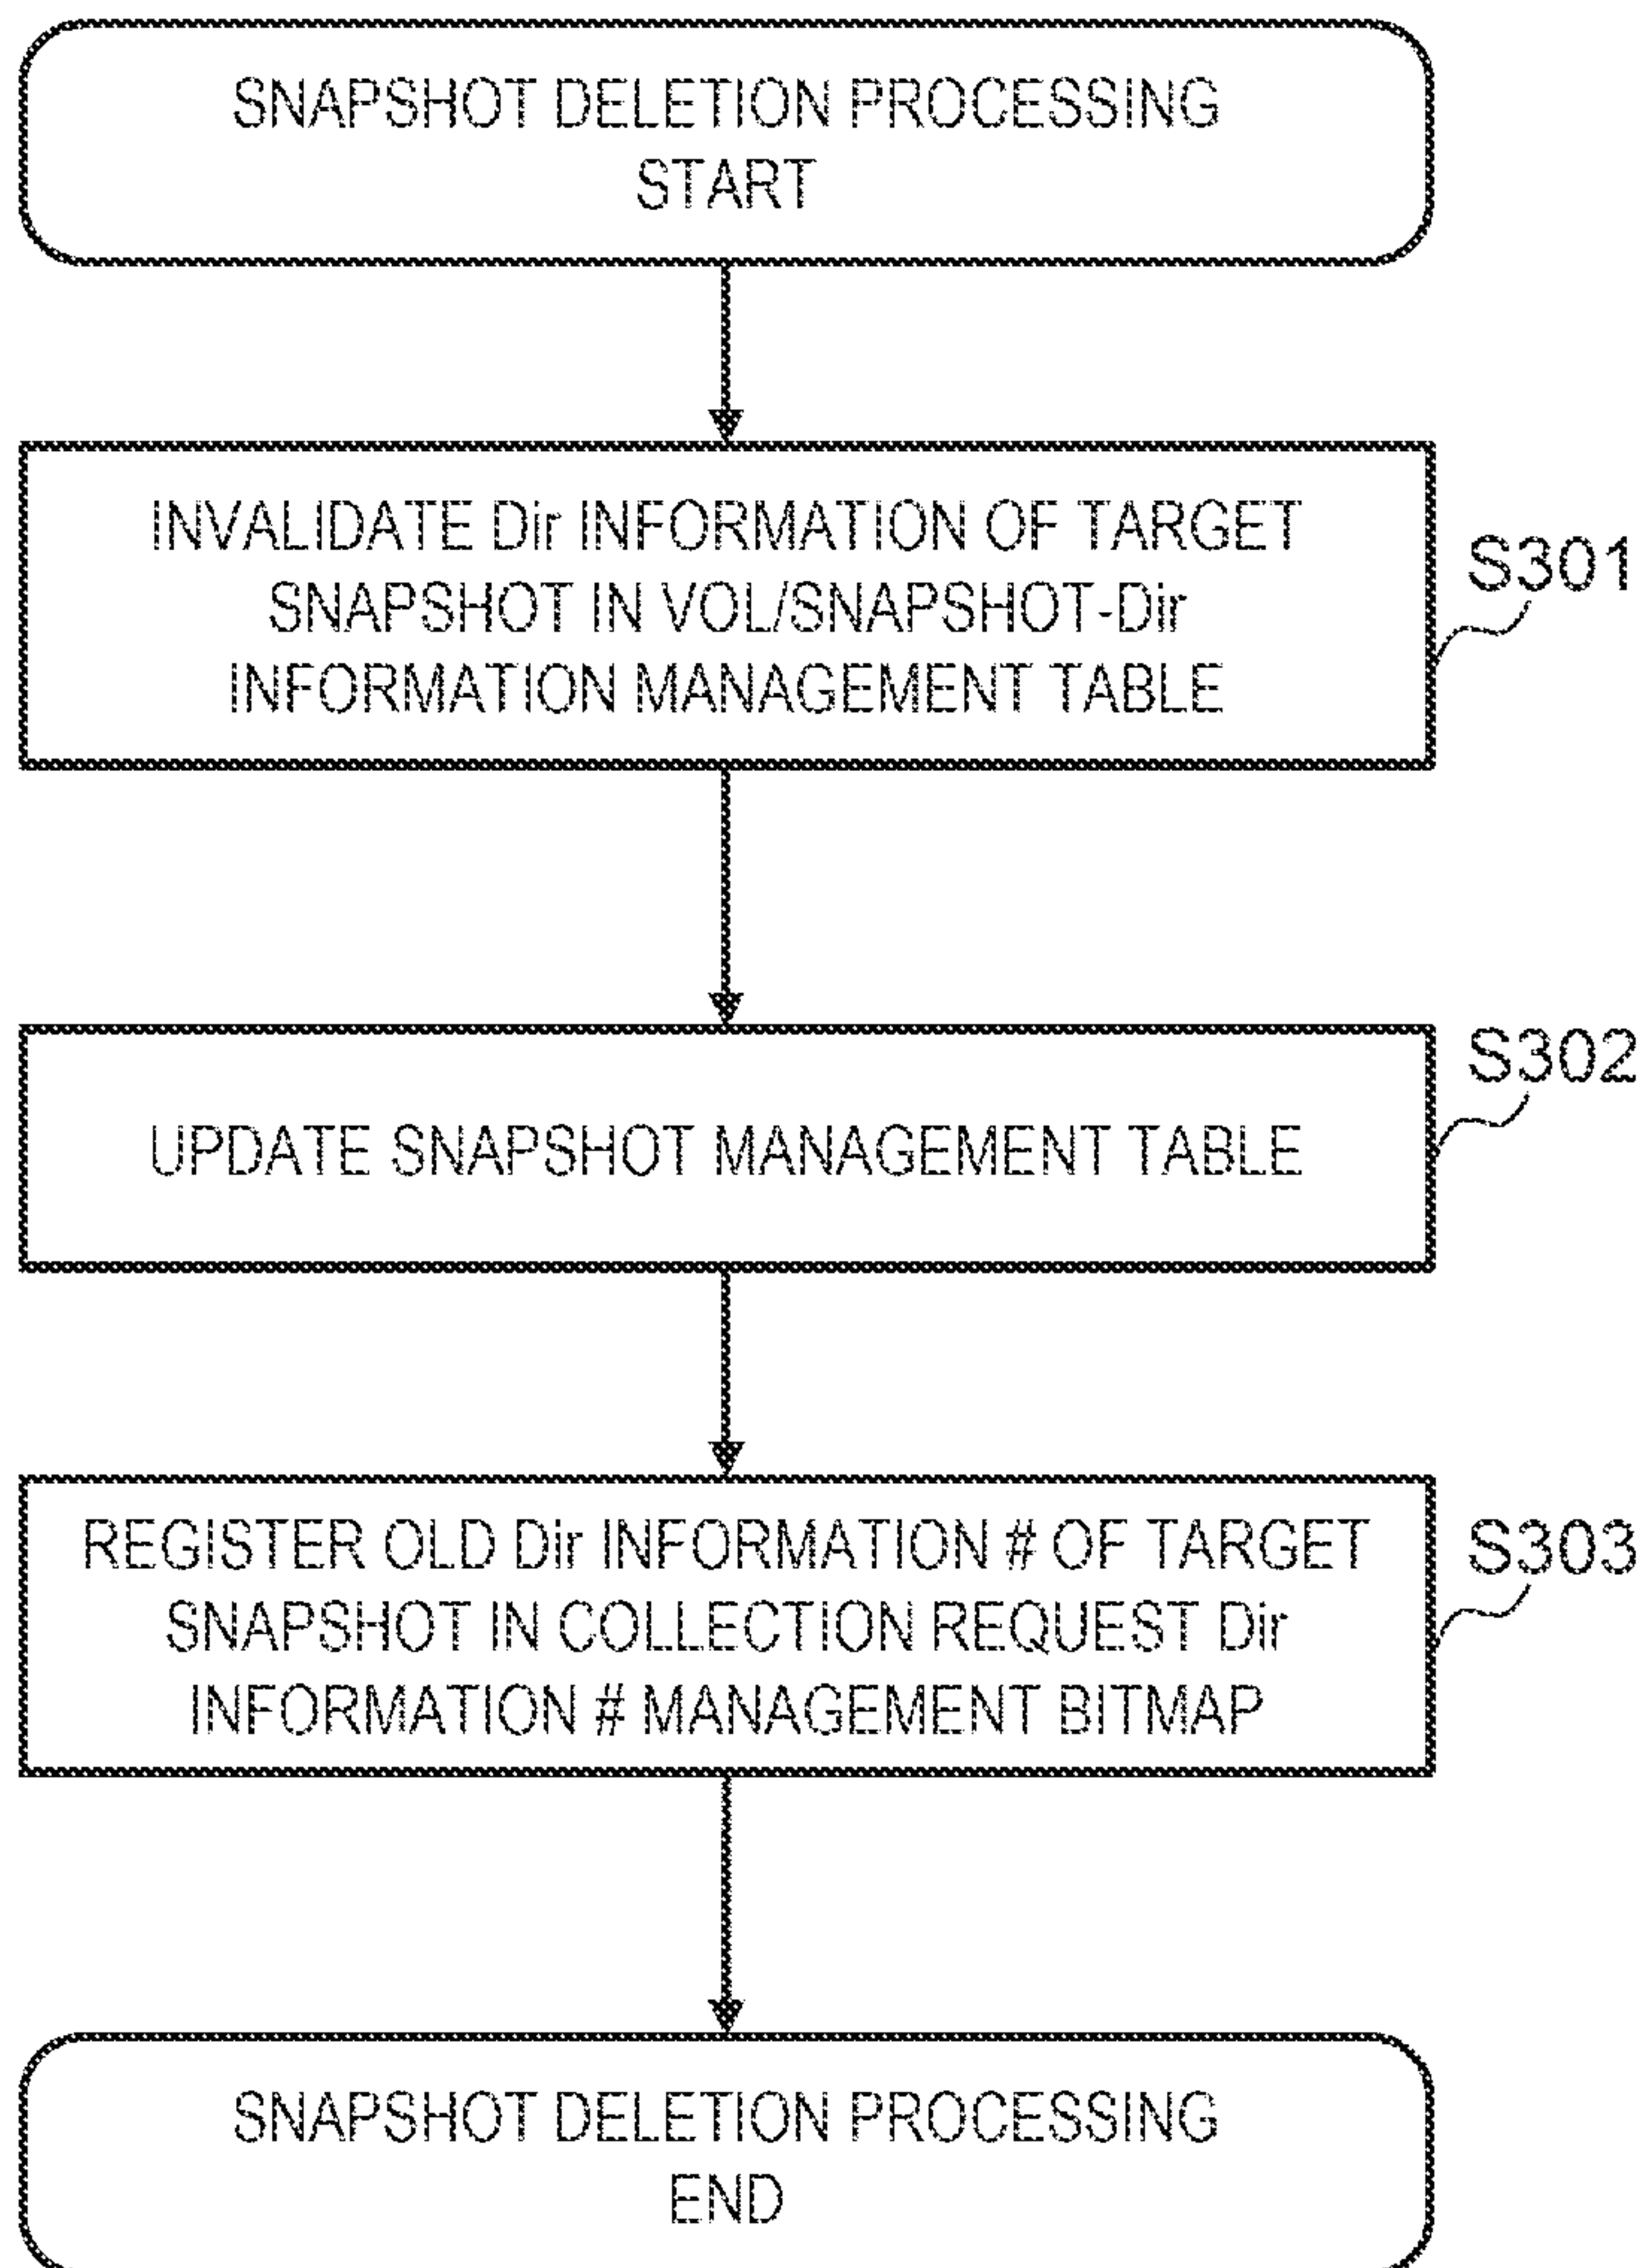 SNAPSHOT DELETION PROCESSING
START
INVALIDATE Dir INFORMATION OF TARGET
SNAPSHOT IN VOL/SNAPSHOT-Dir
INFORMATION MANAGEMENT TABLE
S301
UPDATE SNAPSHOT MANAGEMENT TABLE
S302
REGISTER OLD Dir INFORMATION # OF TARGET
SNAPSHOT IN COLLECTION REQUEST Dir
INFORMATION # MANAGEMENT BITMAP
S303
SNAPSHOT DELETION PROCESSING
END